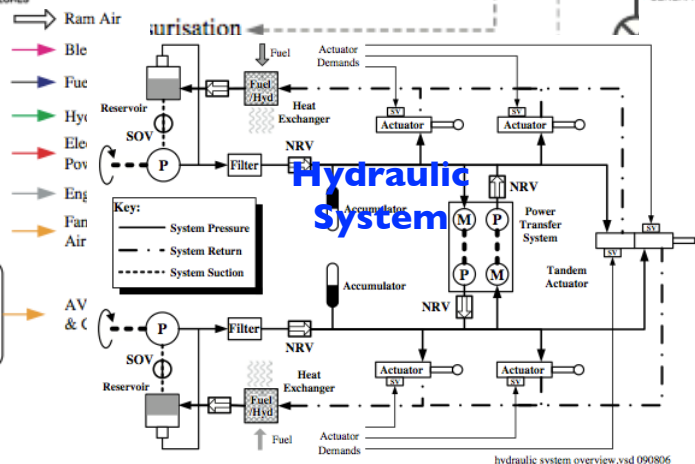 Ram Air
surisation
Fuel
Actuator
Demands
Ble
Fuel
/Hyd
Fue
SV
SV
Reservoir
Heat
Exchanger
Actuator
Actuator
Hyd
SOV
NRV
Ele
Pov
P
Filter
Hydraulic
System
NRV
Eng
Key:
System Pressure
System Return
System Suction
Accumulator
M
P
Power
Transfer
System
SV
Fan
Air
SV
Tandem
Actuator
P
M
Accumulator
NRV
AV
& C
P
Filter
NRV
SOV
Reservoir
Heat
Exchanger
Actuator
Actuator
SV
SV
Fuel
/Hyd
Fuel
Actuator
Demands
hydraulic system overview.vsd 090806